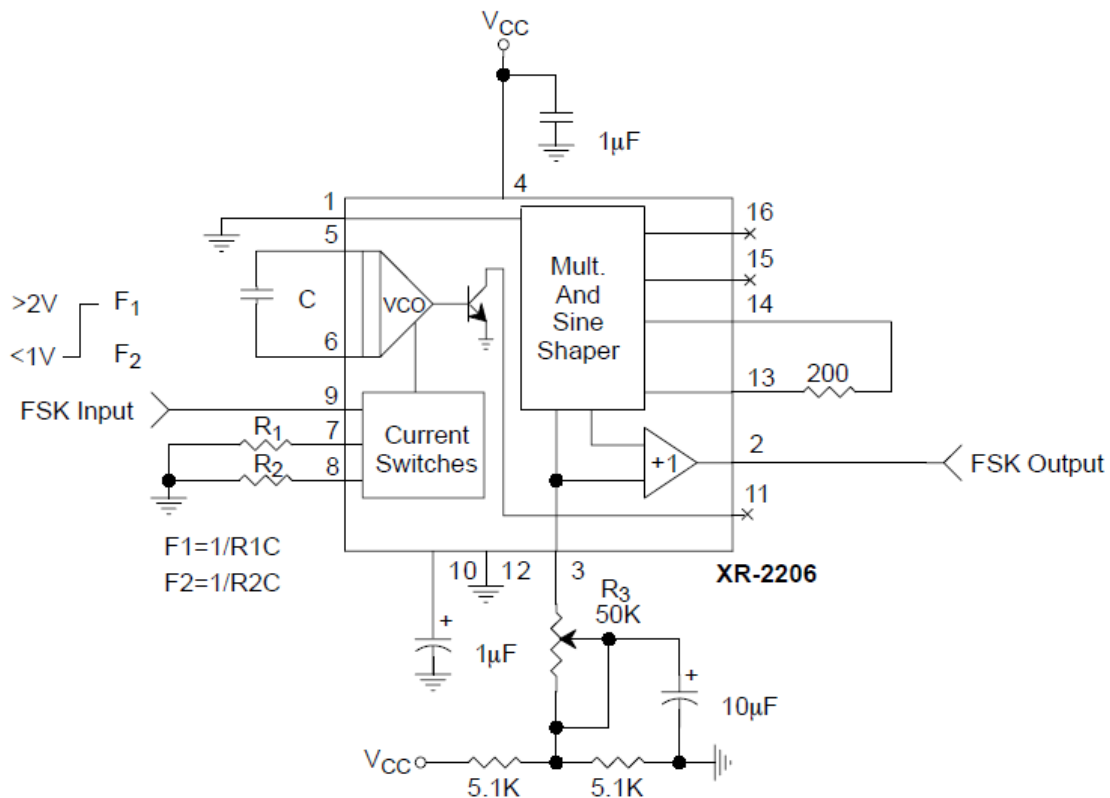 VCC
1µF
4
1
16
5
15
Mult.
And
Sine
Shaper
14
>2V
F1
C
VCO
<1V
F2
6
13
200
FSK Input
9
R1
7
Current
Switches
2
+1
FSK Output
R2
8
11
F1=1/R1C
F2=1/R2C
10
12
3
XR-2206
R3
50K
+
1µF
+
10µF
VCC
5.1K
5.1K